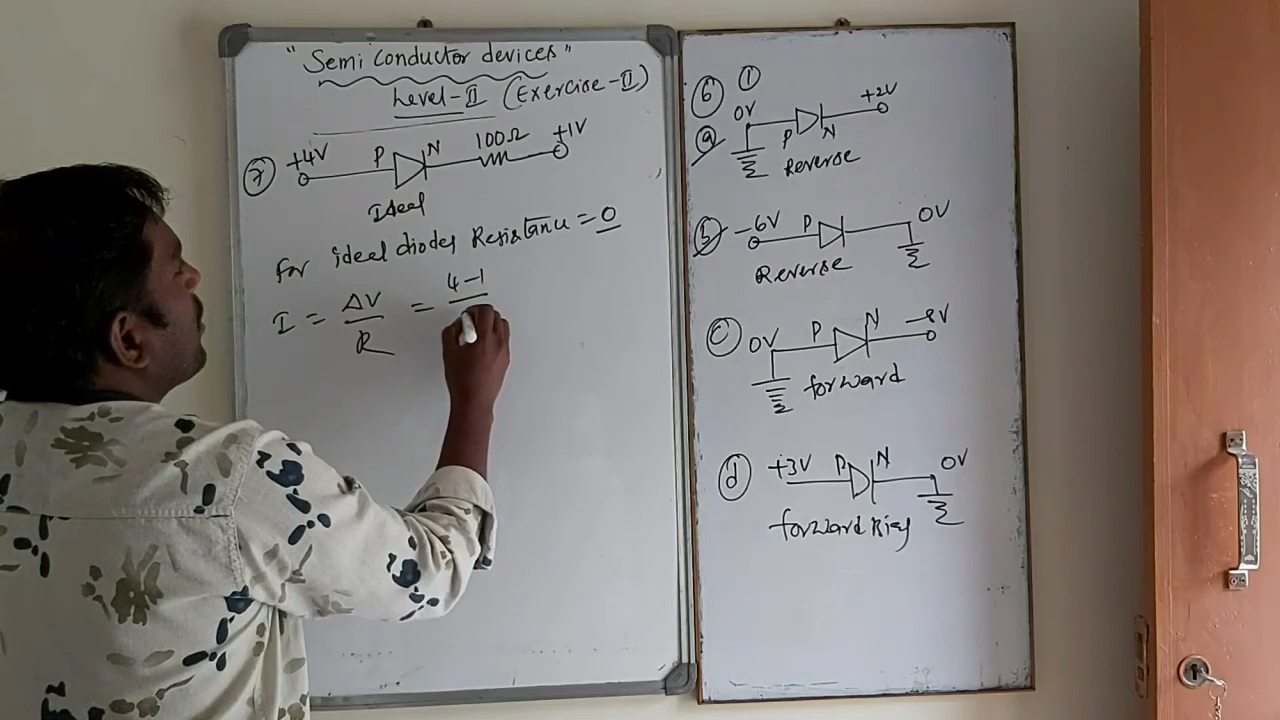 "Semi Conductor devices"
Level-II (Exercise-II)
7 +4V P N 100Ω +1V
Ideal
For ideal diodes Resistance = 0
I = ΔV / R = 4-1
6 1
a 0V P N +2V
Reverse
b -6V P 0V
Reverse
c 0V P N -8V
forward
d +3V P N 0V
forward Bias